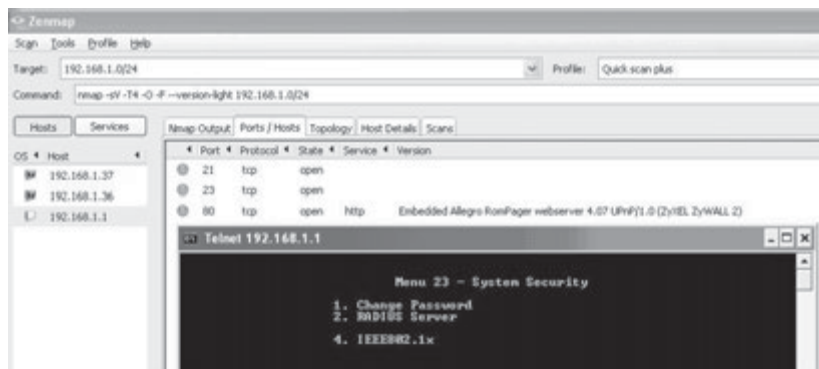 Zenmap
Scan Tools Profile Help
Target: 192.168.1.0/24 Profile: Quick scan plus
Command: nmap -sV -T4 -O -F --version-light 192.168.1.0/24
Hosts Services Nmap Output Ports / Hosts Topology Host Details Scans
OS Host Port Protocol State Service Version
192.168.1.37 21 tcp open
192.168.1.36 23 tcp open
192.168.1.1 80 tcp open http Embedded Allegro RomPager webserver 4.07 UPnP/1.0 (ZyXEL ZyWALL 2)
Telnet 192.168.1.1
Menu 23 - System Security
1. Change Password
2. RADIUS Server
4. IEEE802.1x